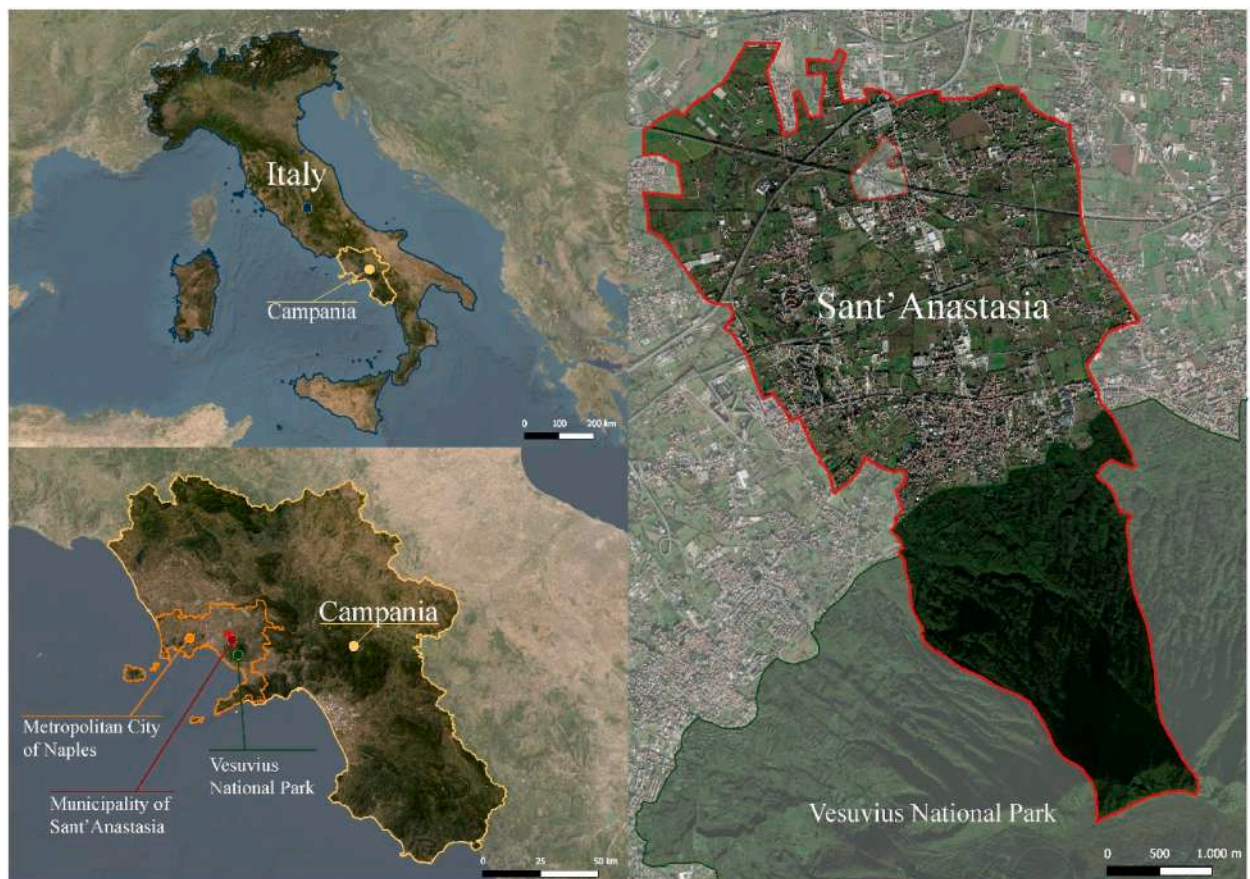 Italy
Campania
0 100 200 km
Campania
Metropolitan City
of Naples
Vesuvius
National Park
Municipality of
Sant'Anastasia
0 25 50 km
Sant'Anastasia
Vesuvius National Park
0 500 1.000 m